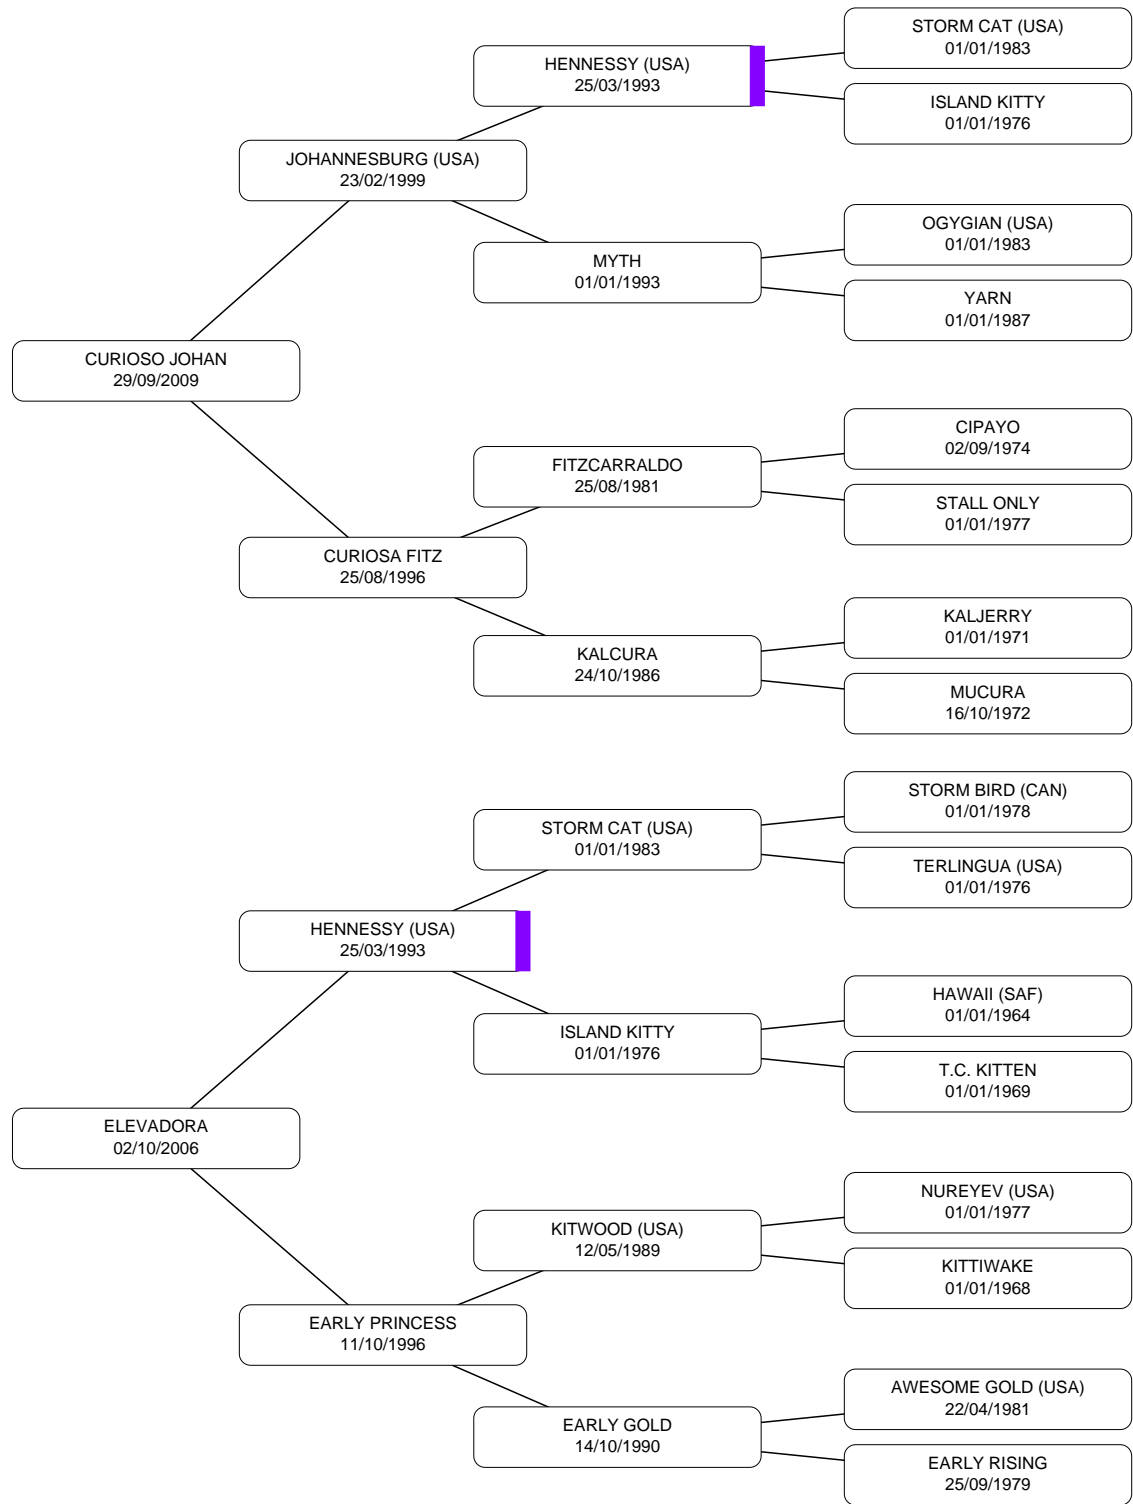 STORM CAT (USA)
01/01/1983
HENNESSY (USA)
25/03/1993
ISLAND KITTY
01/01/1976
JOHANNESBURG (USA)
23/02/1999
OGYGIAN (USA)
01/01/1983
MYTH
01/01/1993
YARN
01/01/1987
CURIOSO JOHAN
29/09/2009
CIPAYO
02/09/1974
FITZCARRALDO
25/08/1981
STALL ONLY
01/01/1977
CURIOSA FITZ
25/08/1996
KALJERRY
01/01/1971
KALCURA
24/10/1986
MUCURA
16/10/1972
STORM BIRD (CAN)
01/01/1978
STORM CAT (USA)
01/01/1983
TERLINGUA (USA)
01/01/1976
HENNESSY (USA)
25/03/1993
HAWAII (SAF)
01/01/1964
ISLAND KITTY
01/01/1976
T.C. KITTEN
01/01/1969
ELEVADORA
02/10/2006
NUREYEV (USA)
01/01/1977
KITWOOD (USA)
12/05/1989
KITTIWAKE
01/01/1968
EARLY PRINCESS
11/10/1996
AWESOME GOLD (USA)
22/04/1981
EARLY GOLD
14/10/1990
EARLY RISING
25/09/1979